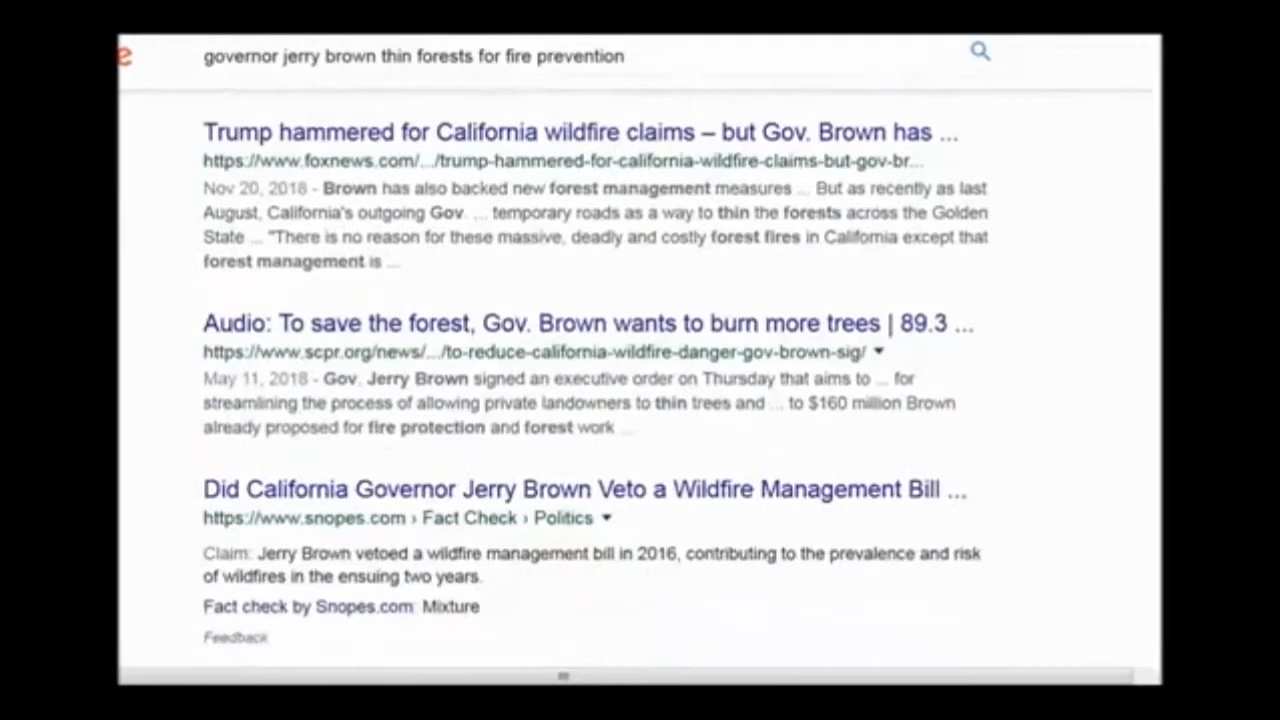 e governor jerry brown thin forests for fire prevention
Trump hammered for California wildfire claims – but Gov. Brown has ...
https://www.foxnews.com/.../trump-hammered-for-california-wildfire-claims-but-gov-br...
Nov 20, 2018 - Brown has also backed new forest management measures ... But as recently as last
August, California's outgoing Gov. ... temporary roads as a way to thin the forests across the Golden
State ... "There is no reason for these massive, deadly and costly forest fires in California except that
forest management is ...
Audio: To save the forest, Gov. Brown wants to burn more trees | 89.3 ...
https://www.scpr.org/news/.../to-reduce-california-wildfire-danger-gov-brown-sig/
May 11, 2018 - Gov. Jerry Brown signed an executive order on Thursday that aims to ... for
streamlining the process of allowing private landowners to thin trees and ... to $160 million Brown
already proposed for fire protection and forest work ...
Did California Governor Jerry Brown Veto a Wildfire Management Bill ...
https://www.snopes.com › Fact Check › Politics
Claim: Jerry Brown vetoed a wildfire management bill in 2016, contributing to the prevalence and risk
of wildfires in the ensuing two years.
Fact check by Snopes.com: Mixture
Feedback